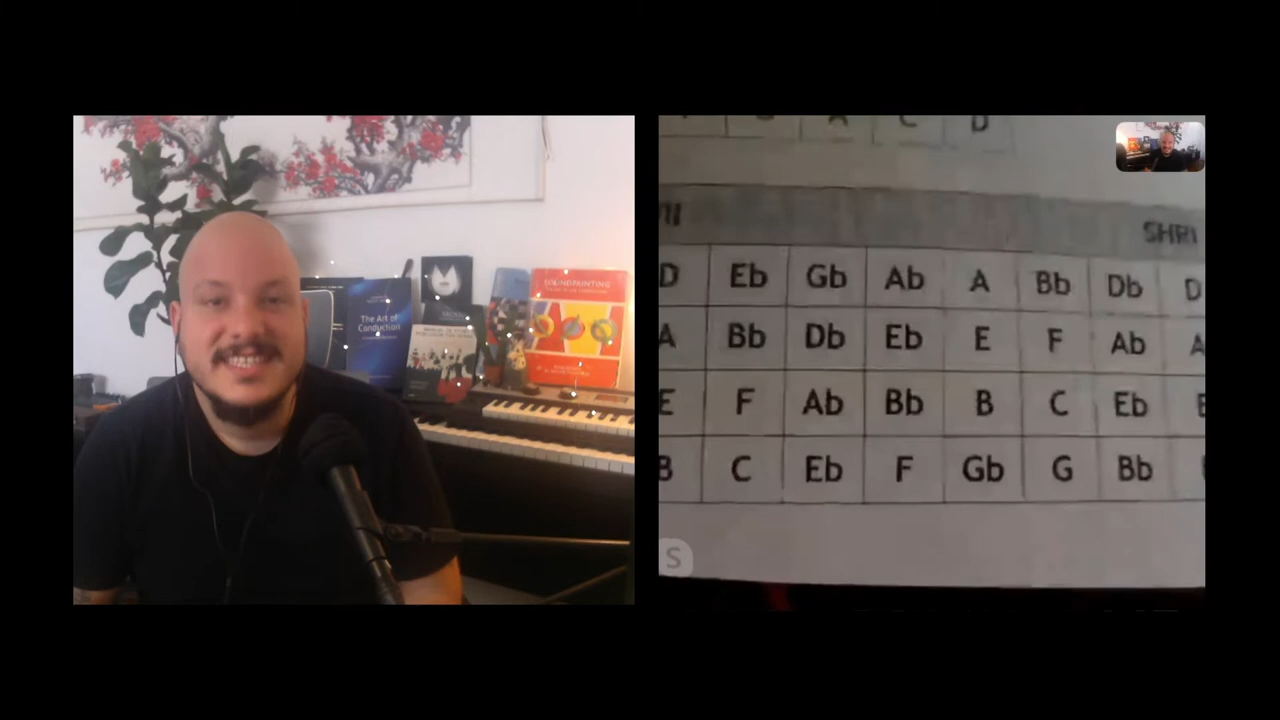 The Art of
Conduction
SOUNDPAINTING
A C D
VII SHRI
D Eb Gb Ab A Bb Db D
A Bb Db Eb E F Ab A
E F Ab Bb B C Eb E
B C Eb F Gb G Bb
S